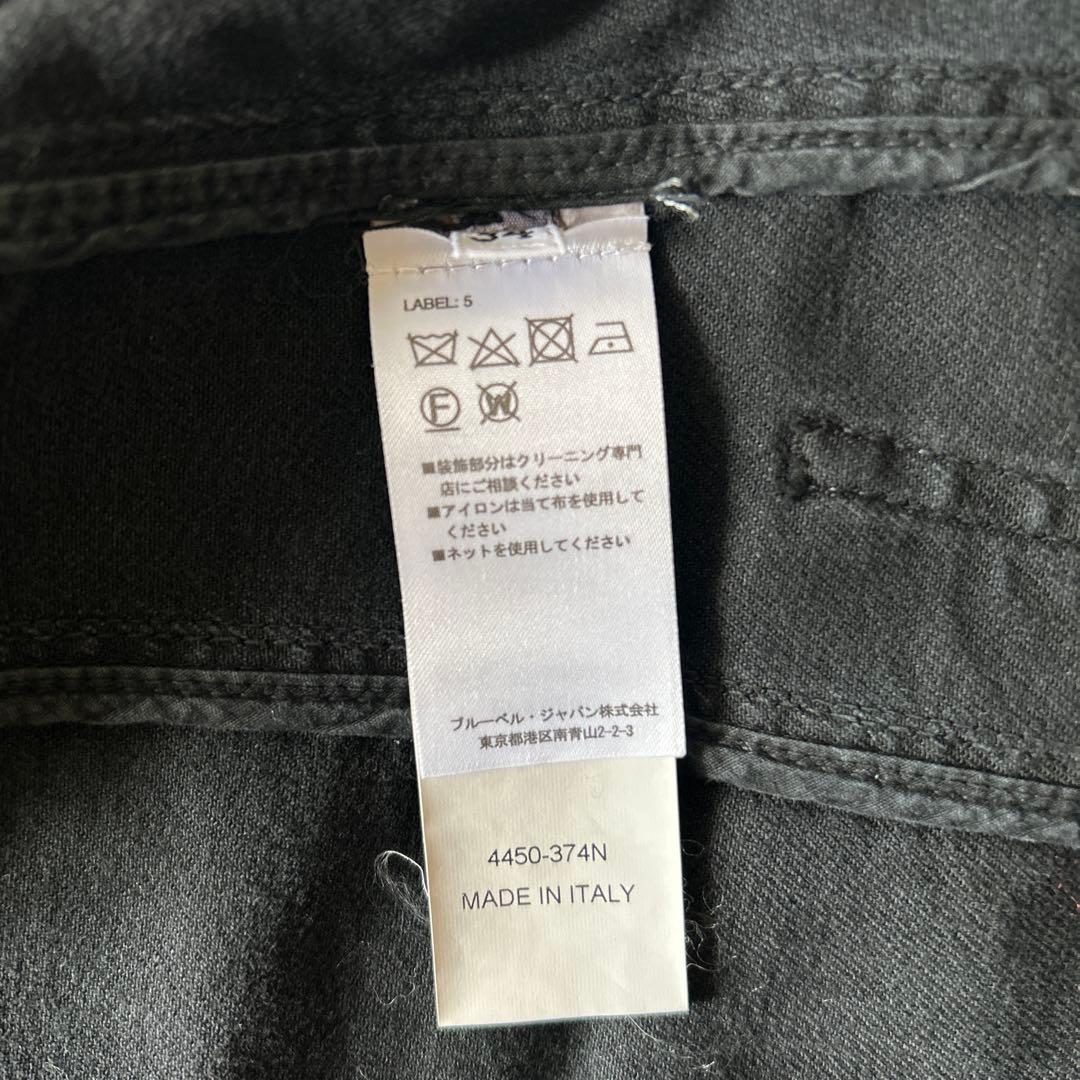 34
LABEL: 5
F
W
■装飾部分はクリーニング専門
店にご相談ください
■アイロンは当て布を使用して
ください
■ネットを使用してください
ブルーベル・ジャパン株式会社
東京都港区南青山2-2-3
4450-374N
MADE IN ITALY